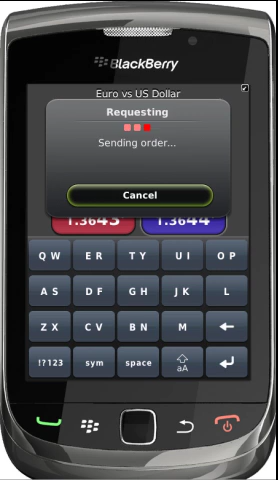 BlackBerry
Euro vs US Dollar
Requesting
Sending order...
Cancel
1.3643 1.3644
Q W E R T Y U I O P
A S D F G H J K L
Z X C V B N M
!?123 sym space aA